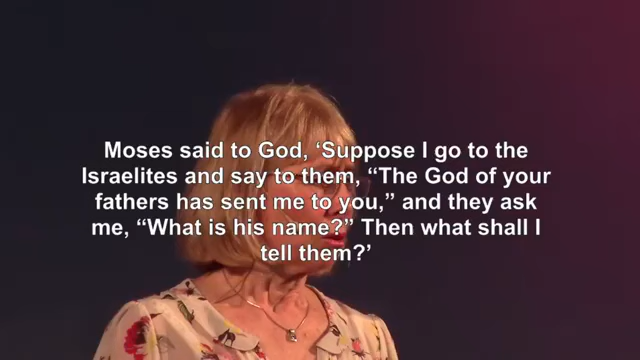 Moses said to God, ‘Suppose I go to the
Israelites and say to them, “The God of your
fathers has sent me to you,” and they ask
me, “What is his name?” Then what shall I
tell them?’